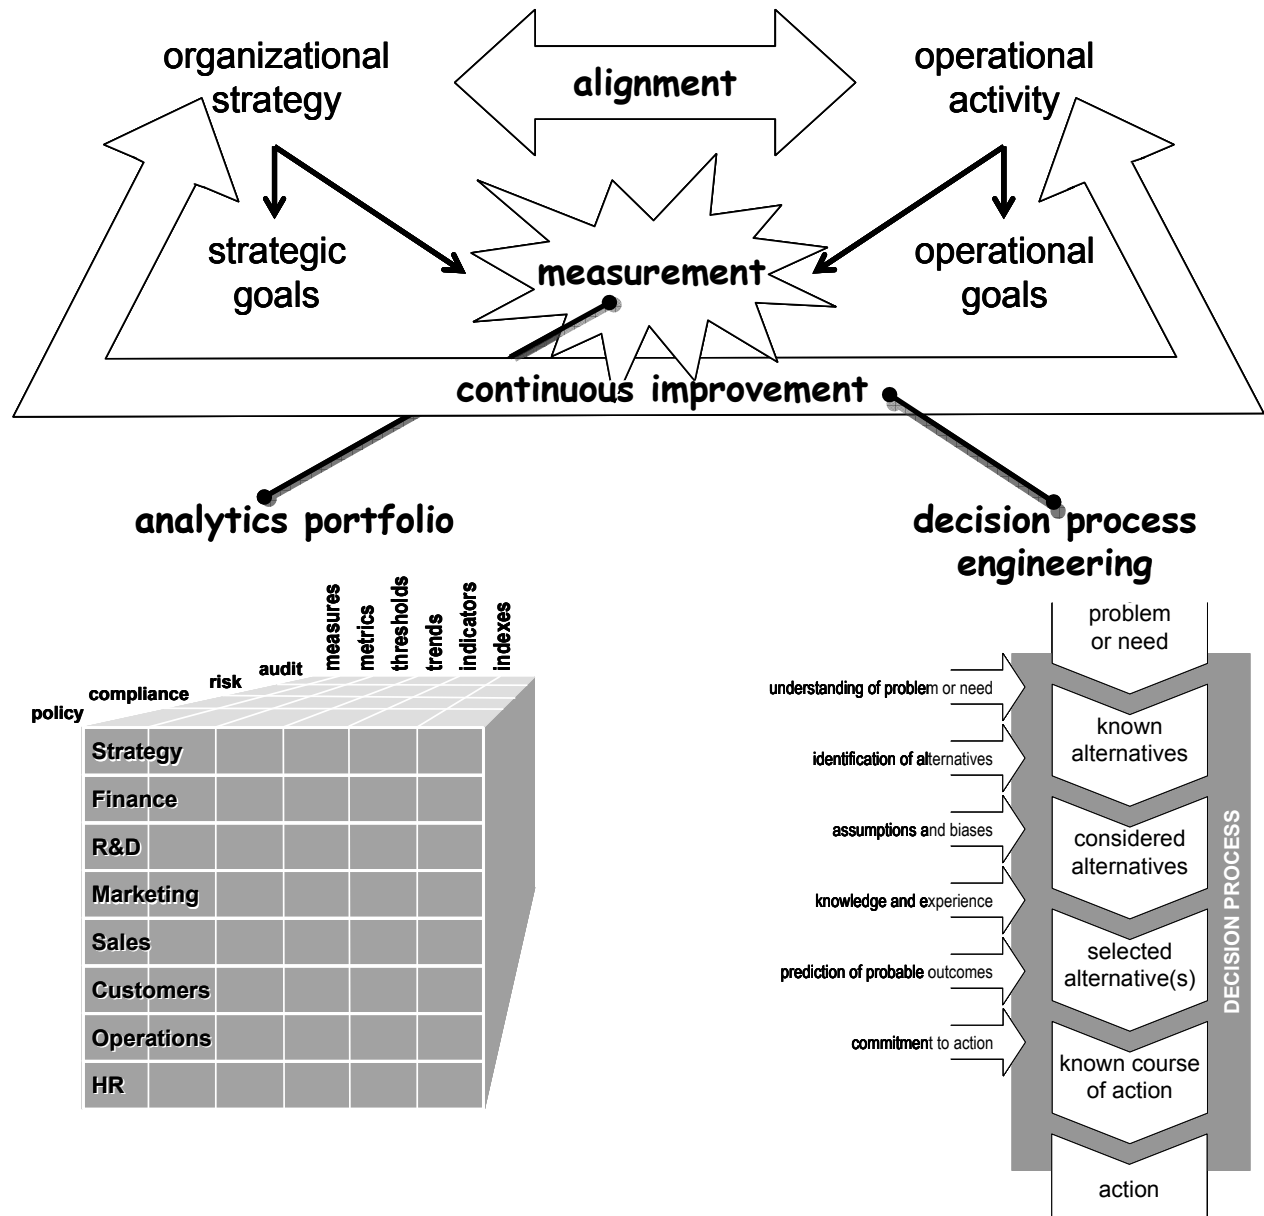 organizational
strategy
alignment
operational
activity
strategic
goals
measurement
operational
goals
continuous improvement
analytics portfolio
decision process
engineering
measures
metrics
thresholds
trends
indicators
indexes
audit
risk
compliance
policy
Strategy
Finance
R&D
Marketing
Sales
Customers
Operations
HR
problem
or need
understanding of problem or need
known
alternatives
identification of alternatives
assumptions and biases
considered
alternatives
knowledge and experience
selected
alternative(s)
prediction of probable outcomes
commitment to action
known course
of action
action
DECISION PROCESS